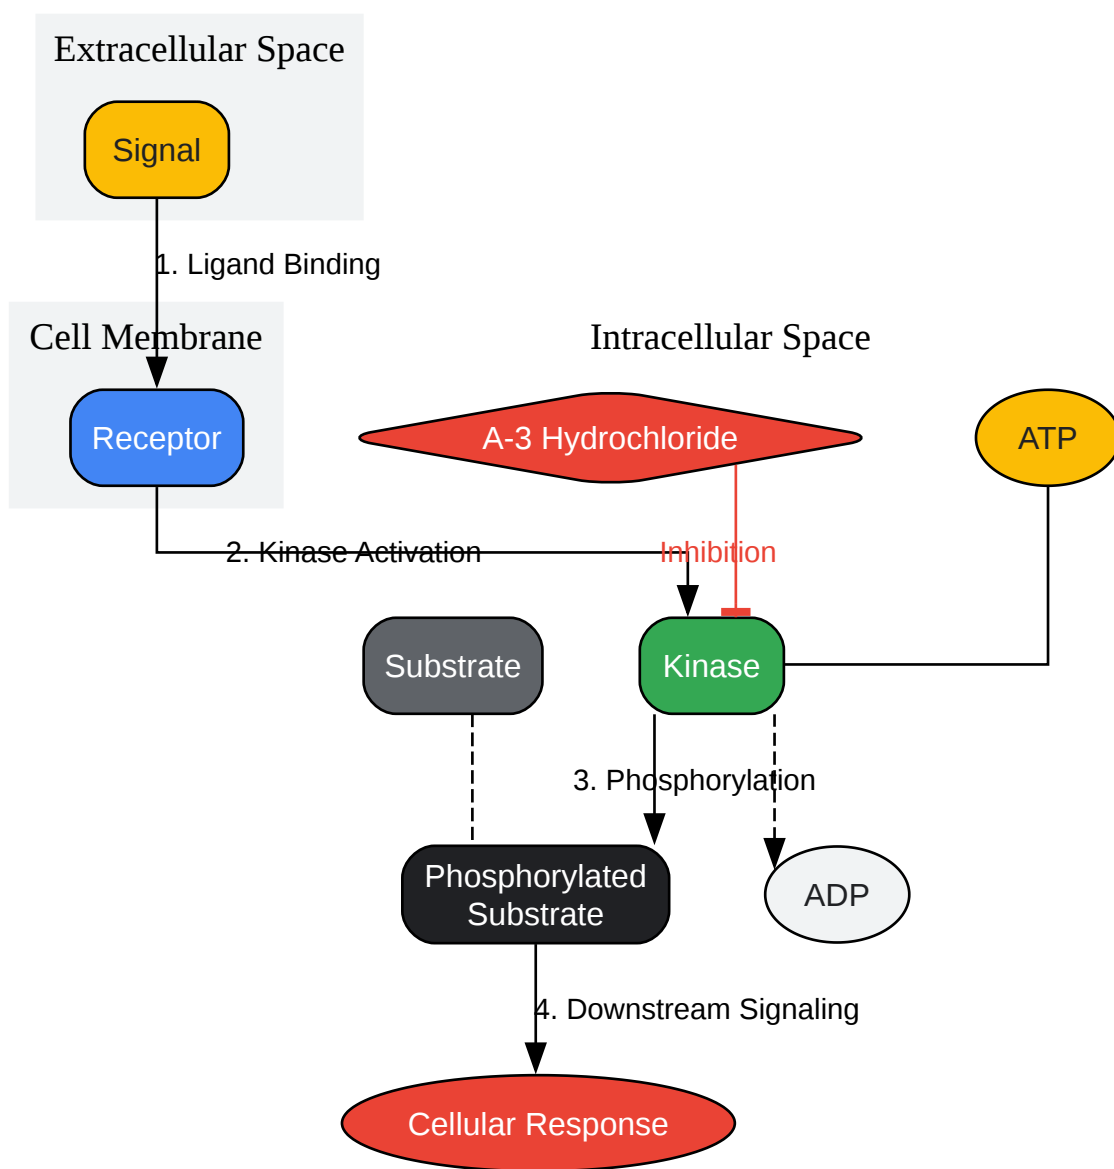 Extracellular Space
Signal
1. Ligand Binding
Cell Membrane
Intracellular Space
Receptor
A-3 Hydrochloride
ATP
2. Kinase Activation
Inhibition
Substrate
Kinase
3. Phosphorylation
Phosphorylated
Substrate
ADP
4. Downstream Signaling
Cellular Response